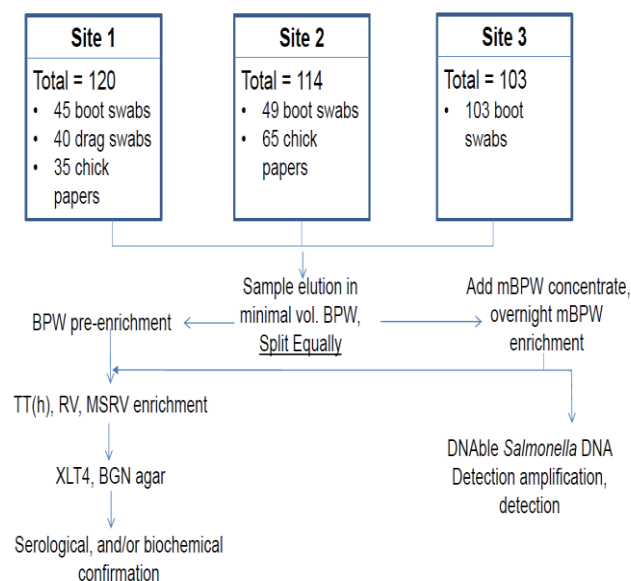 Site 1
Total = 120
• 45 boot swabs
• 40 drag swabs
• 35 chick
papers
Site 2
Total = 114
• 49 boot swabs
• 65 chick
papers
Site 3
Total = 103
• 103 boot
swabs
Sample elution in
minimal vol. BPW,
Split Equally
BPW pre-enrichment
Add mBPW concentrate,
overnight mBPW
enrichment
TT(h), RV, MSRV enrichment
XLT4, BGN agar
Serological, and/or biochemical
confirmation
DNAble Salmonella DNA
Detection amplification,
detection